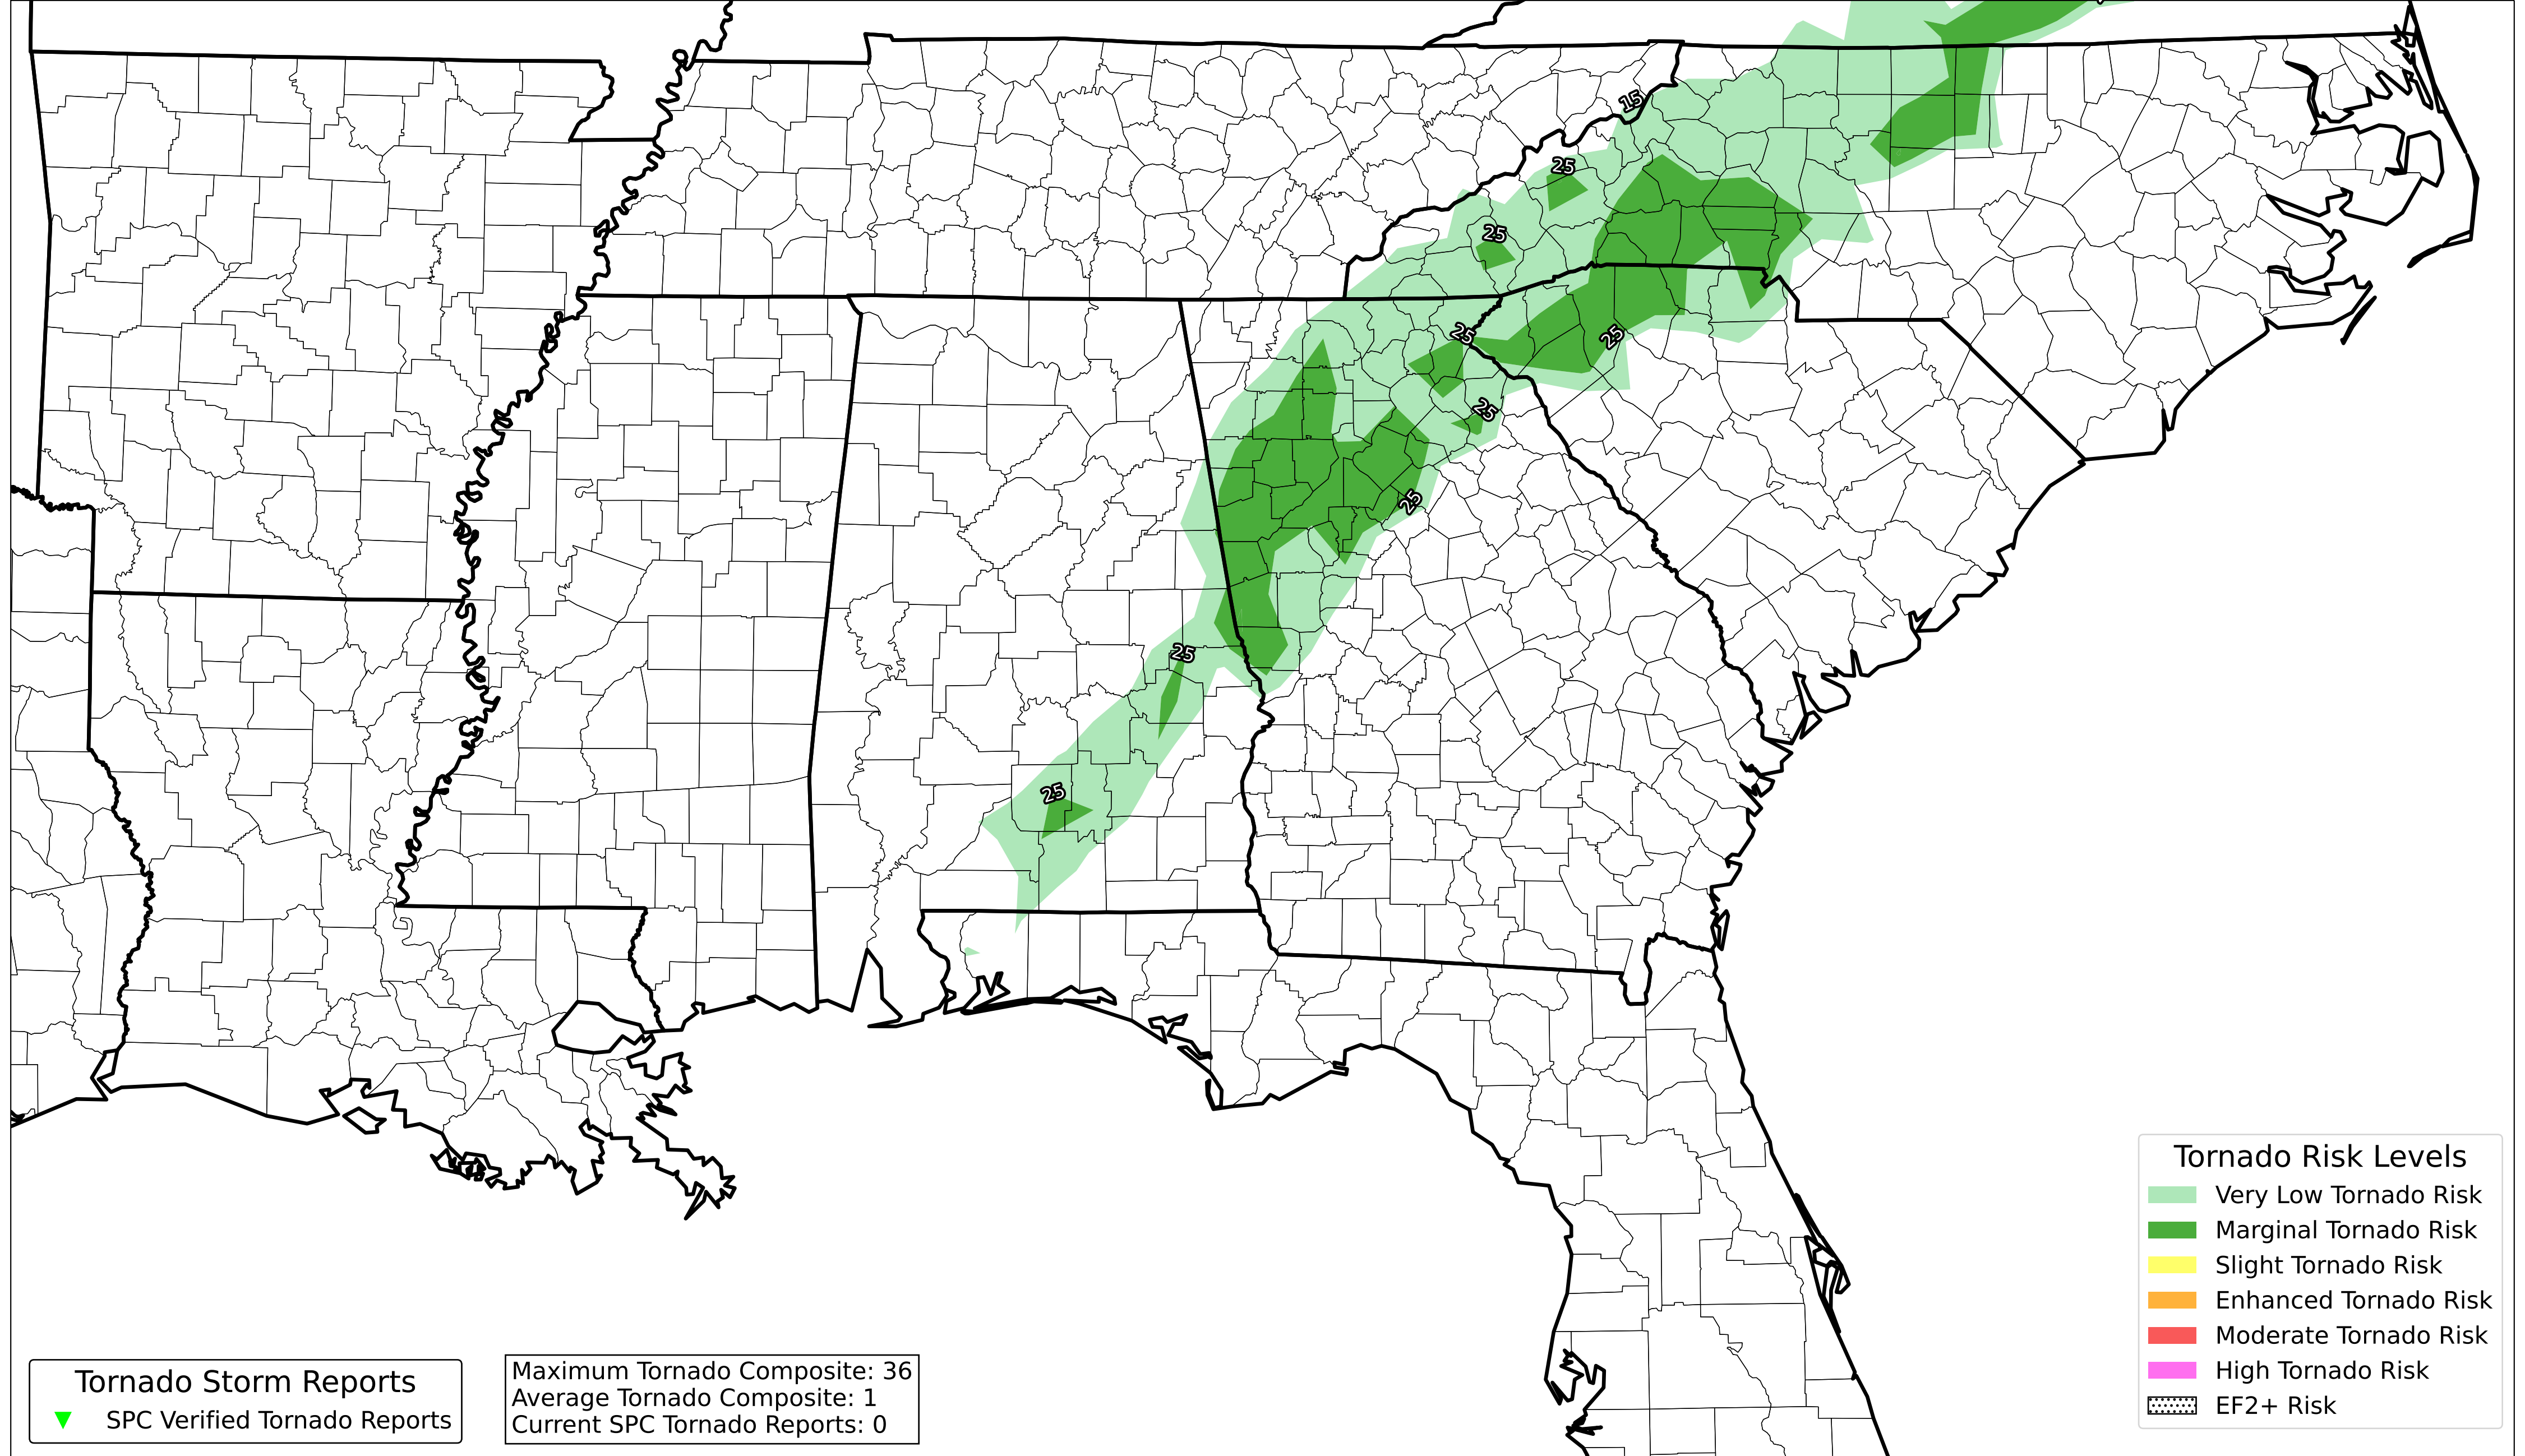 15
25
25
25
25
25
25
25
25
Tornado Risk Levels
Very Low Tornado Risk
Marginal Tornado Risk
Slight Tornado Risk
Enhanced Tornado Risk
Moderate Tornado Risk
High Tornado Risk
EF2+ Risk
Tornado Storm Reports
SPC Verified Tornado Reports
Maximum Tornado Composite: 36
Average Tornado Composite: 1
Current SPC Tornado Reports: 0